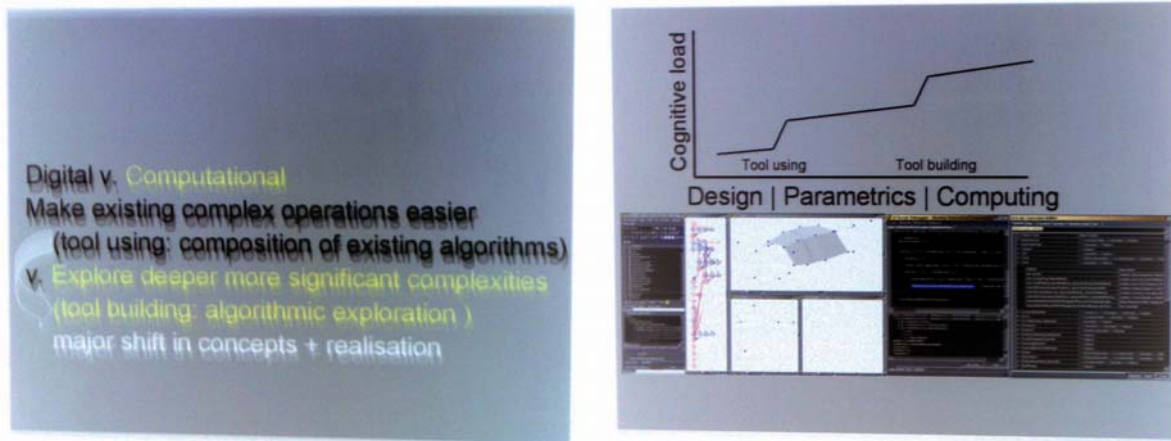 Digital v. Computational
Make existing complex operations easier
(tool using: composition of existing algorithms)
v. Explore deeper more significant complexities
(tool building: algorithmic exploration )
major shift in concepts + realisation
Cognitive load
Tool using
Tool building
Design | Parametrics | Computing